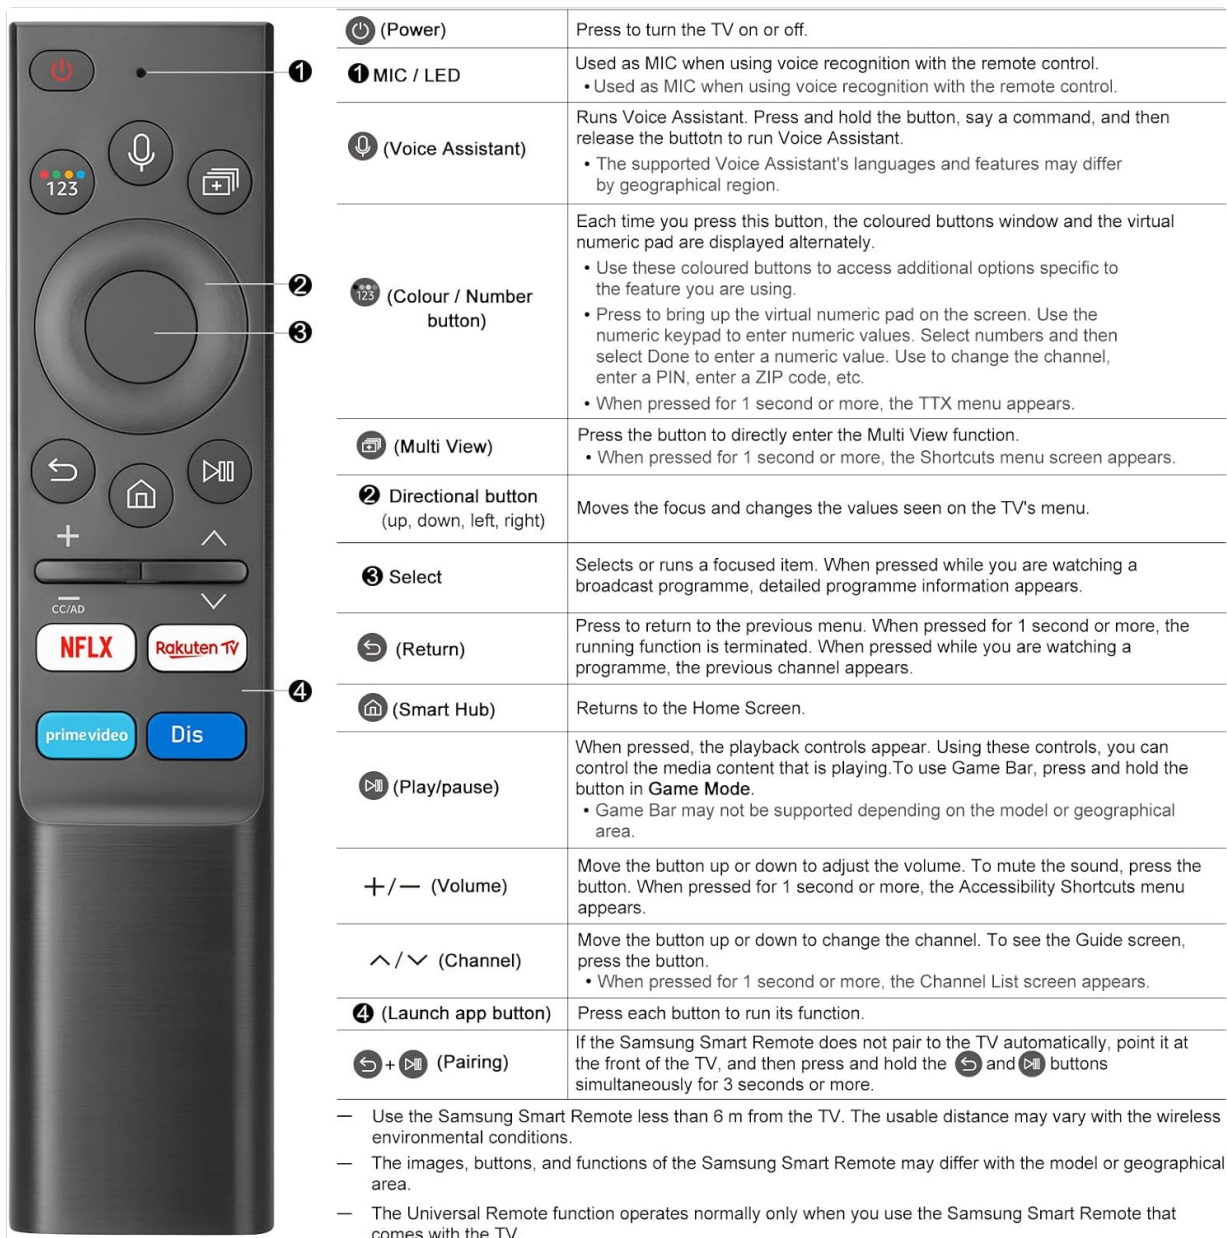 ❶
123
❷
❸
+
CC/AD
NFLX
Rakuten TV
❹
prime video
Dis
(Power)
Press to turn the TV on or off.
❶ MIC / LED
Used as MIC when using voice recognition with the remote control.
• Used as MIC when using voice recognition with the remote control.
(Voice Assistant)
Runs Voice Assistant. Press and hold the button, say a command, and then
release the buttotn to run Voice Assistant.
• The supported Voice Assistant's languages and features may differ
by geographical region.
123 (Colour / Number
button)
Each time you press this button, the coloured buttons window and the virtual
numeric pad are displayed alternately.
• Use these coloured buttons to access additional options specific to
the feature you are using.
• Press to bring up the virtual numeric pad on the screen. Use the
numeric keypad to enter numeric values. Select numbers and then
select Done to enter a numeric value. Use to change the channel,
enter a PIN, enter a ZIP code, etc.
• When pressed for 1 second or more, the TTX menu appears.
(Multi View)
Press the button to directly enter the Multi View function.
• When pressed for 1 second or more, the Shortcuts menu screen appears.
❷ Directional button
(up, down, left, right)
Moves the focus and changes the values seen on the TV's menu.
❸ Select
Selects or runs a focused item. When pressed while you are watching a
broadcast programme, detailed programme information appears.
(Return)
Press to return to the previous menu. When pressed for 1 second or more, the
running function is terminated. When pressed while you are watching a
programme, the previous channel appears.
(Smart Hub)
Returns to the Home Screen.
(Play/pause)
When pressed, the playback controls appear. Using these controls, you can
control the media content that is playing.To use Game Bar, press and hold the
button in Game Mode.
• Game Bar may not be supported depending on the model or geographical
area.
+/— (Volume)
Move the button up or down to adjust the volume. To mute the sound, press the
button. When pressed for 1 second or more, the Accessibility Shortcuts menu
appears.
/ (Channel)
Move the button up or down to change the channel. To see the Guide screen,
press the button.
• When pressed for 1 second or more, the Channel List screen appears.
❹ (Launch app button)
Press each button to run its function.
+ (Pairing)
If the Samsung Smart Remote does not pair to the TV automatically, point it at
the front of the TV, and then press and hold the and buttons
simultaneously for 3 seconds or more.
— Use the Samsung Smart Remote less than 6 m from the TV. The usable distance may vary with the wireless
environmental conditions.
— The images, buttons, and functions of the Samsung Smart Remote may differ with the model or geographical
area.
— The Universal Remote function operates normally only when you use the Samsung Smart Remote that
comes with the TV.